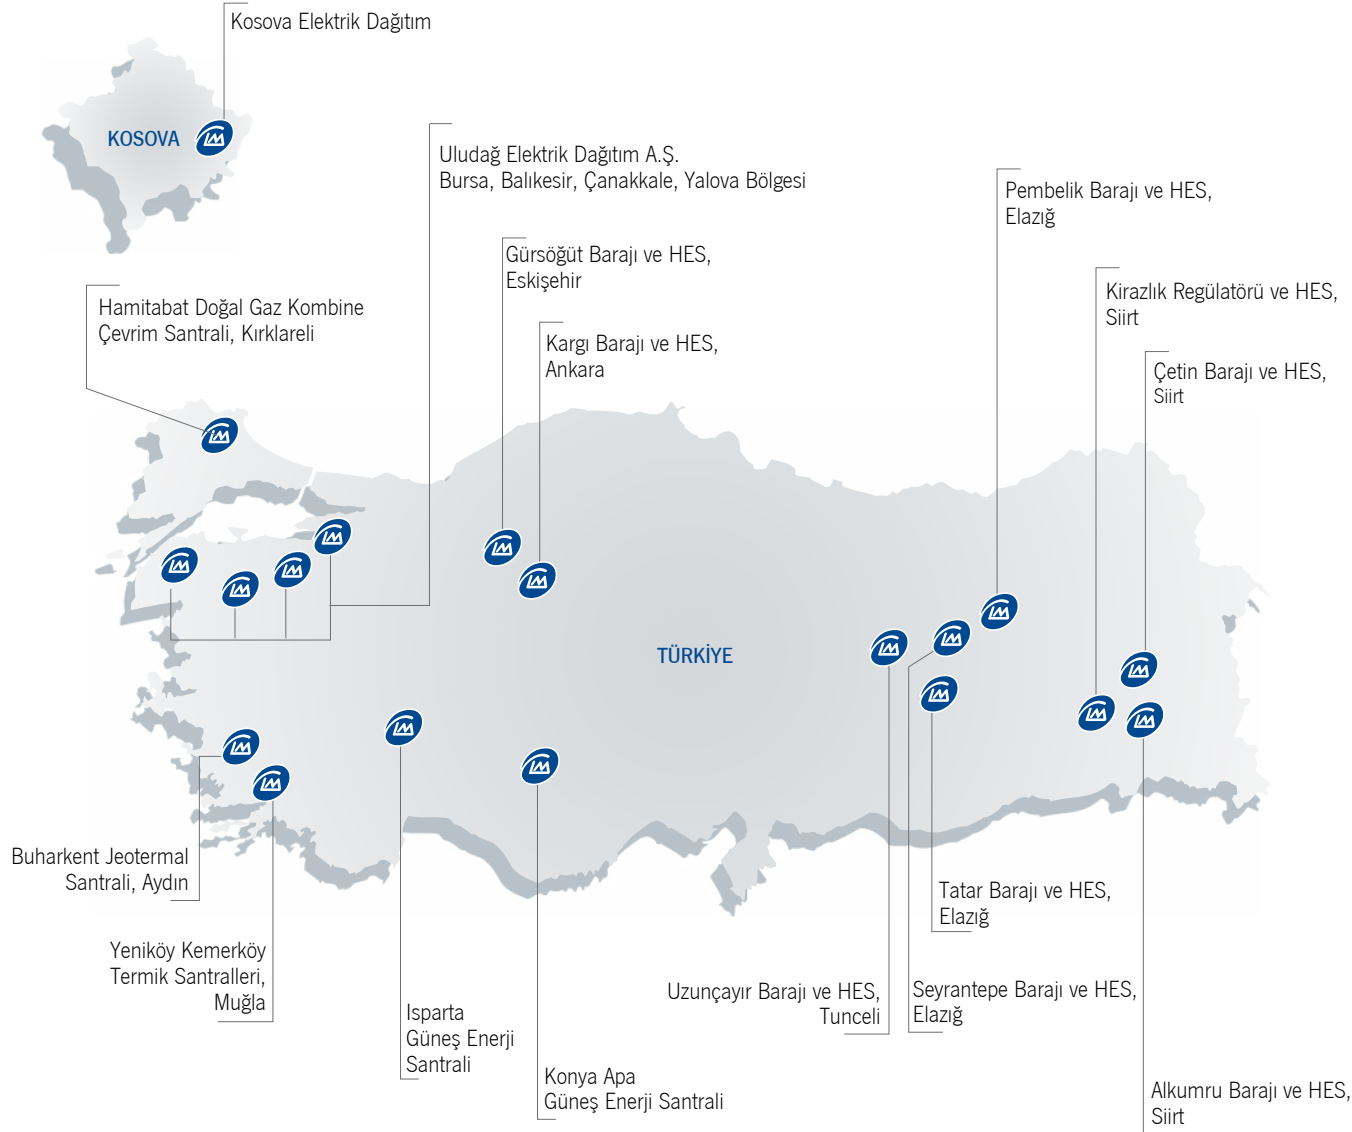 Kosova Elektrik Dağıtım
KOSOVA
Uludağ Elektrik Dağıtım A.Ş.
Bursa, Balıkesir, Çanakkale, Yalova Bölgesi
Pembelik Barajı ve HES,
Elazığ
Gürsöğüt Barajı ve HES,
Eskişehir
Kirazlık Regülatörü ve HES,
Siirt
Hamitabat Doğal Gaz Kombine
Çevrim Santrali, Kırklareli
Kargı Barajı ve HES,
Ankara
Çetin Barajı ve HES,
Siirt
TÜRKİYE
Buharkent Jeotermal
Santrali, Aydın
Tatar Barajı ve HES,
Elazığ
Yeniköy Kemerköy
Termik Santralleri,
Muğla
Uzunçayır Barajı ve HES,
Tunceli
Seyrantepe Barajı ve HES,
Elazığ
Isparta
Güneş Enerji
Santrali
Konya Apa
Güneş Enerji Santrali
Alkumru Barajı ve HES,
Siirt